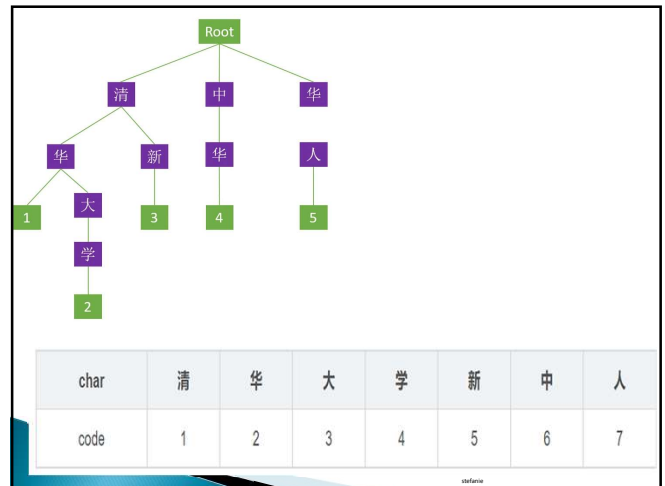 Root
清 中 华
华 新 华 人
大
1 3 4 5
学
2
char 清 华 大 学 新 中 人
code 1 2 3 4 5 6 7
stefanie